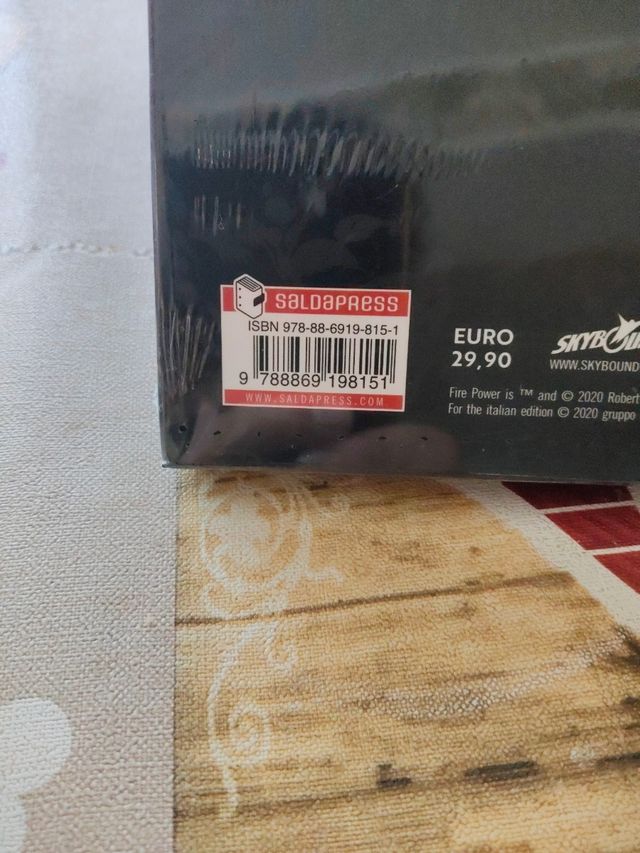 SALDAPRESS
ISBN 978-88-6919-815-1
9 788869 198151
WWW.SALDAPRESS.COM
EURO
29,90
WWW.SKYBOUND
Fire Power is ™ and © 2020 Robert
For the italian edition © 2020 gruppo